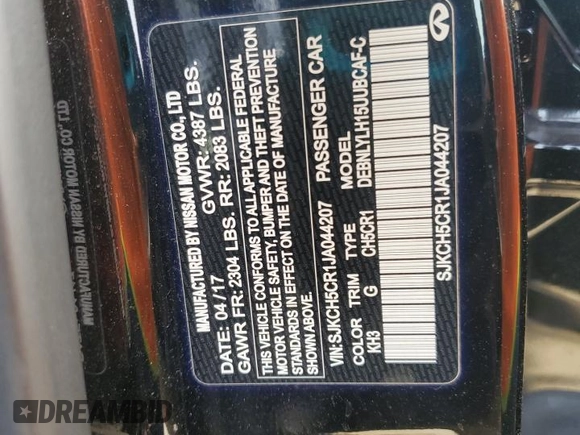 MANUFACTURED BY NISSAN MOTOR CO., LTD
DATE: 04/17 GVWR: 4387 LBS.
GAWR FR: 2304 LBS. RR: 2083 LBS.
THIS VEHICLE CONFORMS TO ALL APPLICABLE FEDERAL
MOTOR VEHICLE SAFETY, BUMPER AND THEFT PREVENTION
STANDARDS IN EFFECT ON THE DATE OF MANUFACTURE
SHOWN ABOVE.
VIN: SJKCH5CR1JA044207 PASSENGER CAR
COLOR TRIM TYPE MODEL
KH3 G CH5CR1 DEBNLYLH15UUBCAF-C
SJKCH5CR1JA044207
MANUFACTURED BY NISSAN MOTOR CO., LTD
DREAMBID